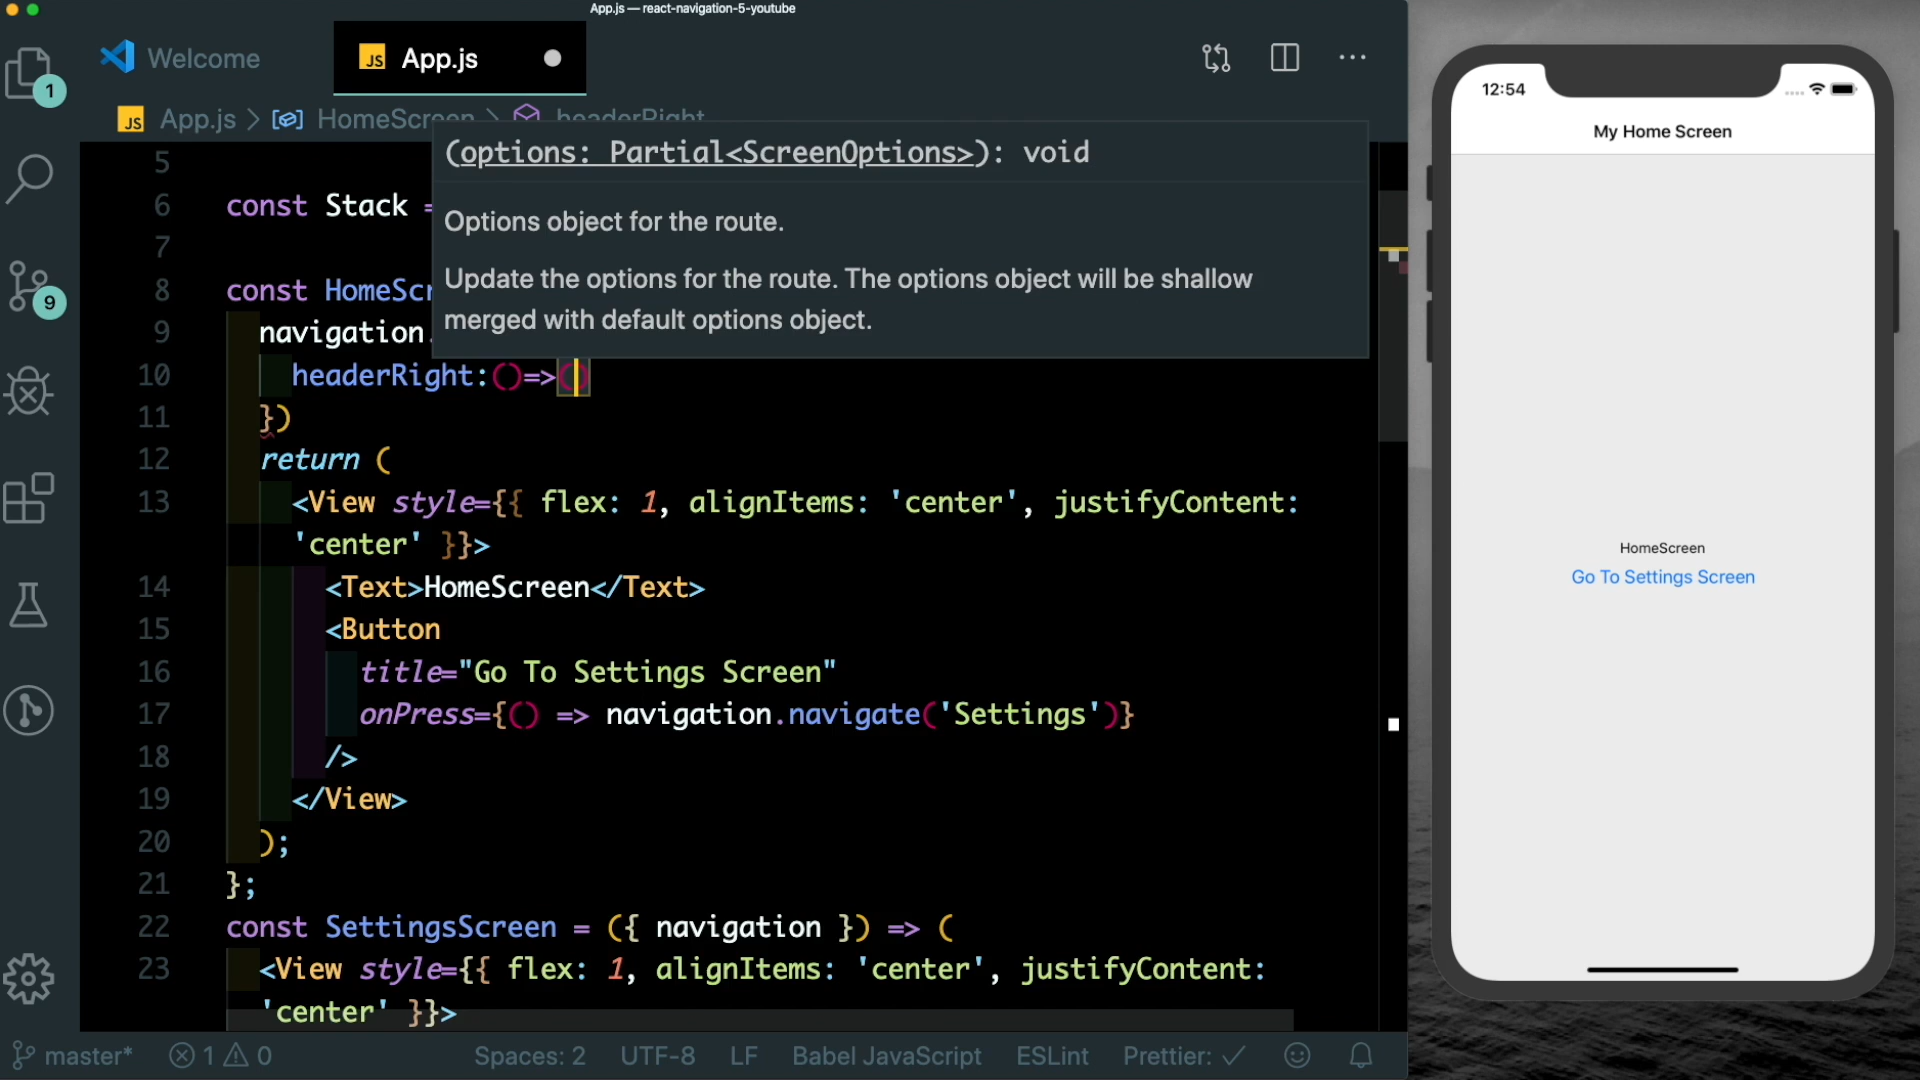 App.js — react-navigation-5-youtube
1
Welcome
JS App.js
JS App.js > HomeScreen > headerRight
(options: Partial<ScreenOptions>): void
Options object for the route.
Update the options for the route. The options object will be shallow
merged with default options object.
5
6 const Stack =
7
8 const HomeScr
9 navigation.
10 headerRight:()=>()
11 })
12 return (
13 <View style={{ flex: 1, alignItems: 'center', justifyContent:
'center' }}>
14 <Text>HomeScreen</Text>
15 <Button
16 title="Go To Settings Screen"
17 onPress={() => navigation.navigate('Settings')}
18 />
19 </View>
20 );
21 };
22 const SettingsScreen = ({ navigation }) => (
23 <View style={{ flex: 1, alignItems: 'center', justifyContent:
'center' }}>
9
master* 1 0 Spaces: 2 UTF-8 LF Babel JavaScript ESLint Prettier: ✓
12:54
My Home Screen
HomeScreen
Go To Settings Screen